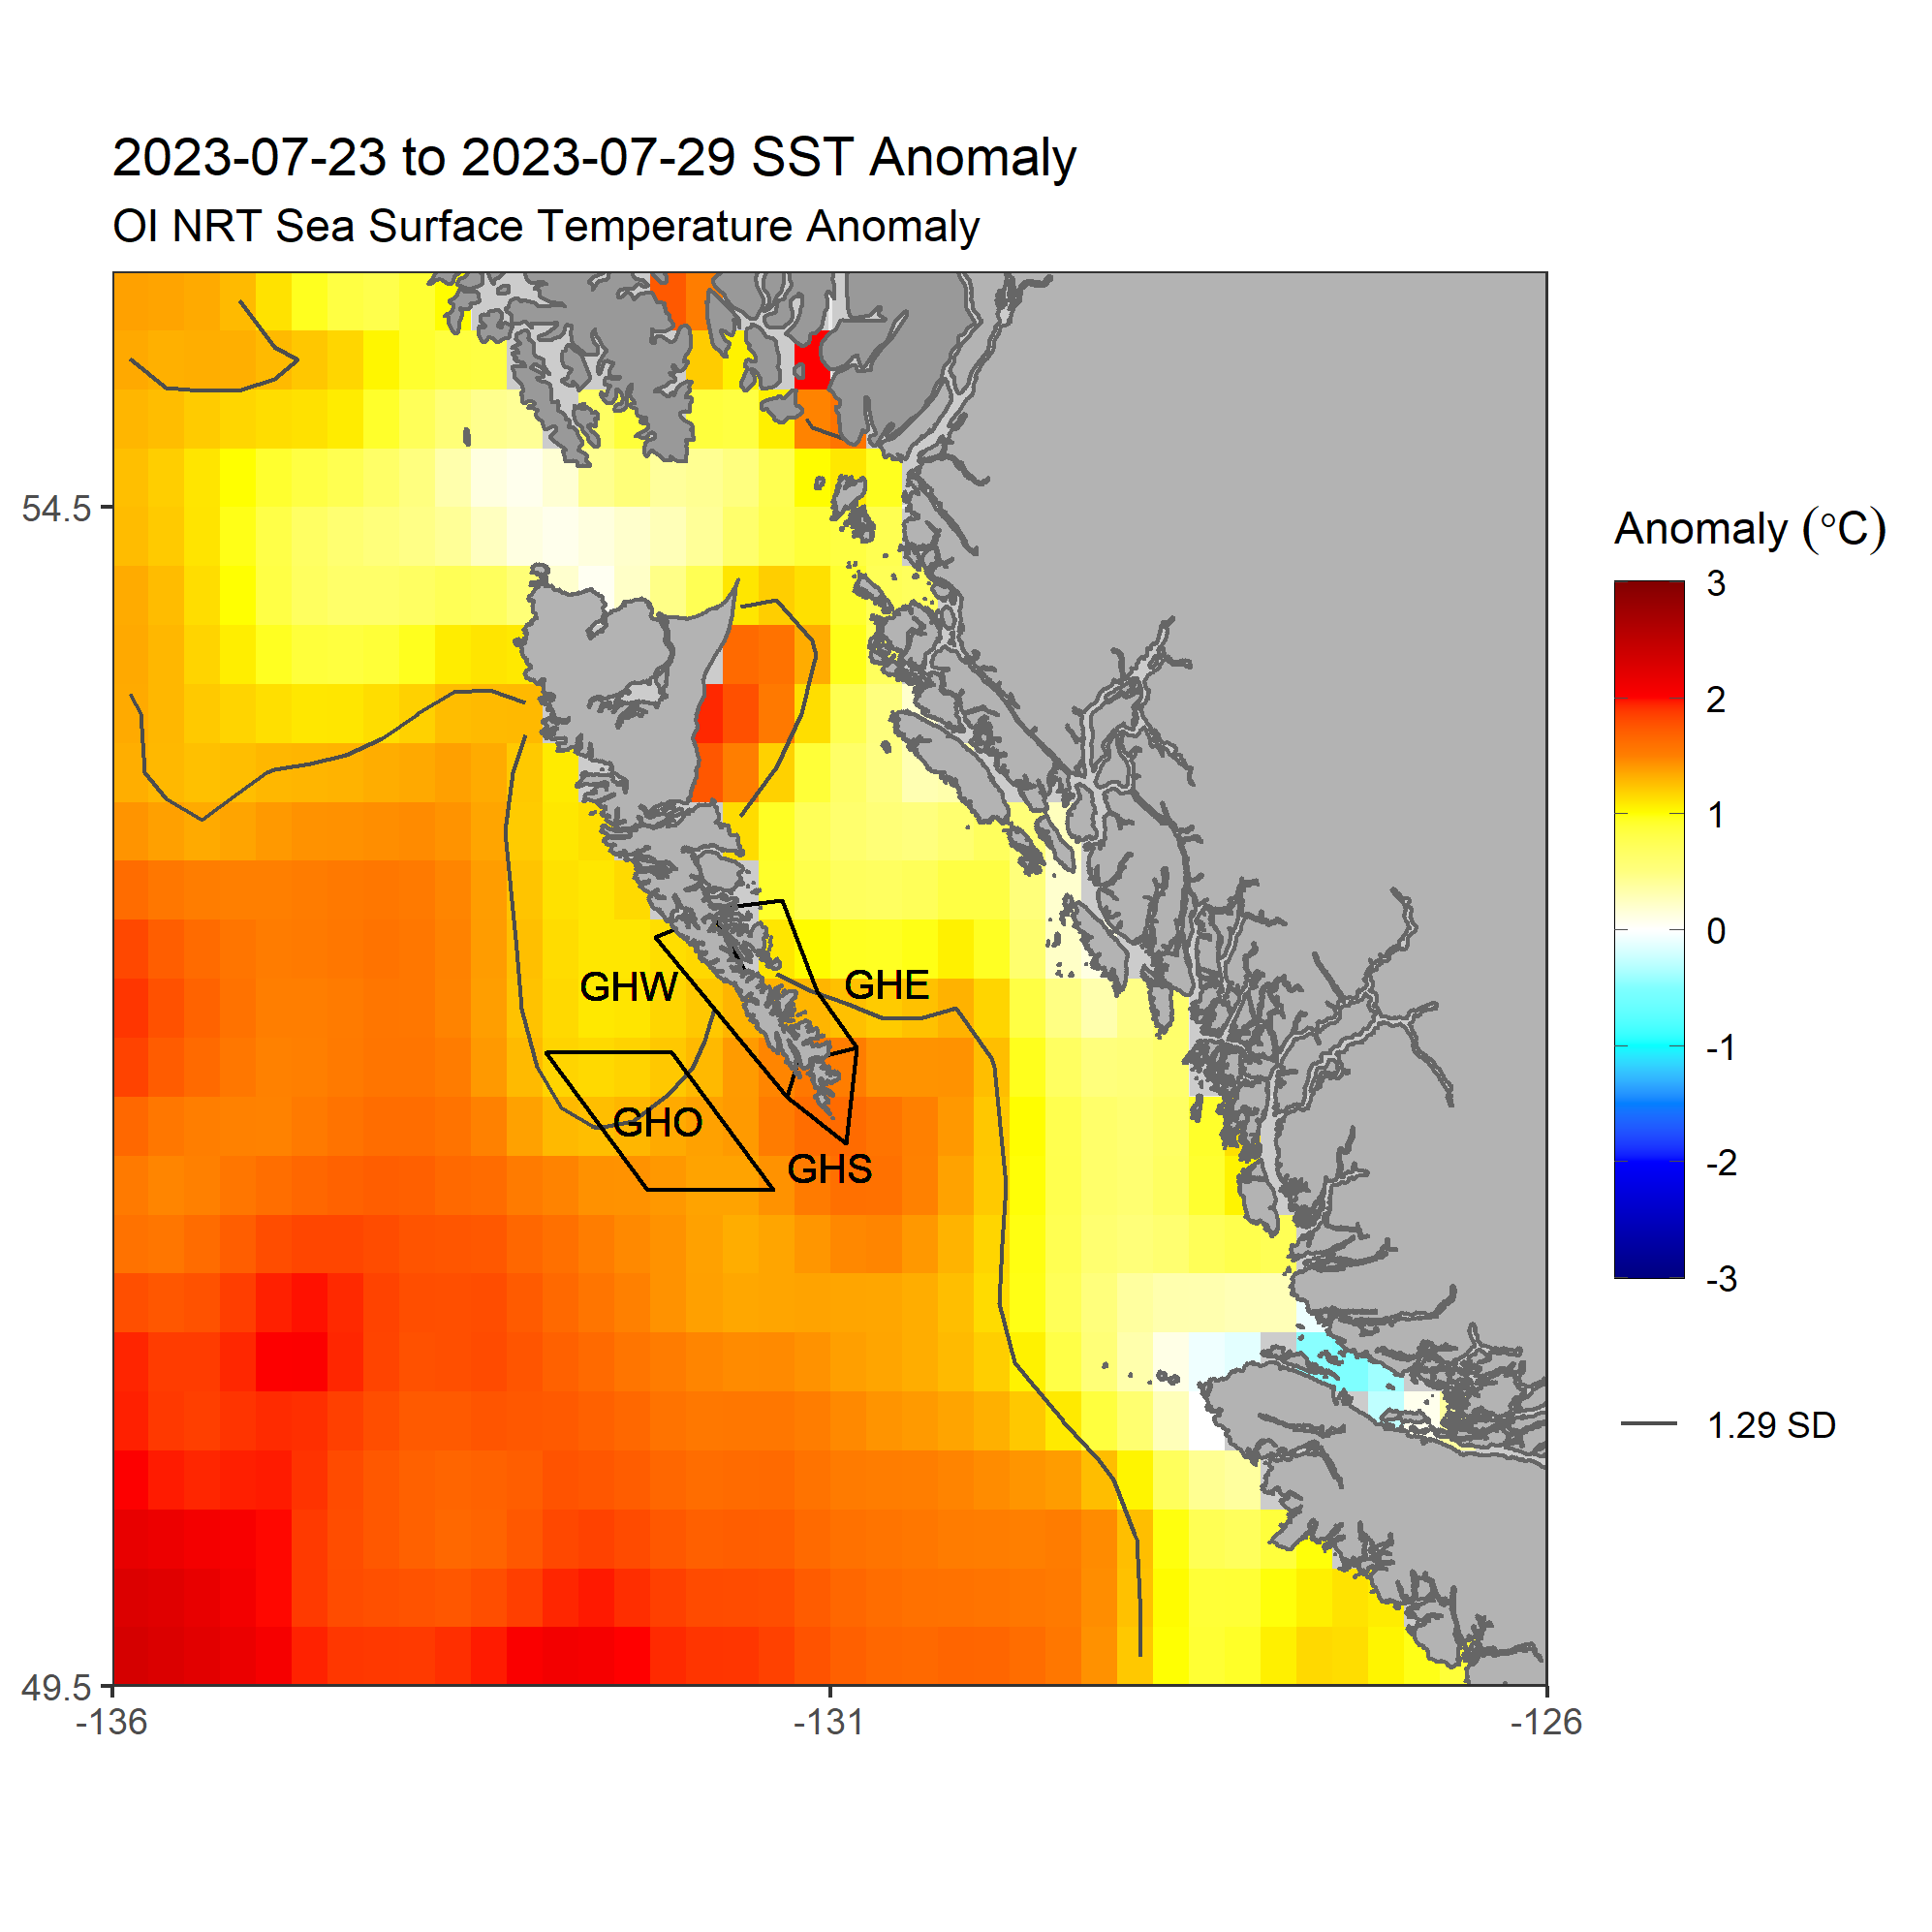 2023-07-23 to 2023-07-29 SST Anomaly
OI NRT Sea Surface Temperature Anomaly
54.5
49.5
-136
-131
-126
GHW
GHE
GHO
GHS
Anomaly (°C)
3
2
1
0
-1
-2
-3
1.29 SD